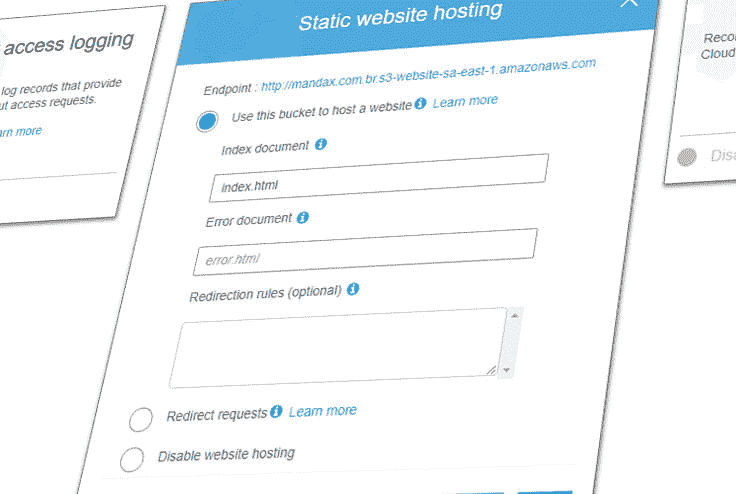 access logging
log records that provide
ut access requests.
arn more
Static website hosting
Endpoint : http://mandax.com.br.s3-website-sa-east-1.amazonaws.com
Use this bucket to host a website Learn more
Index document
index.html
Error document
error.html
Redirection rules (optional)
Redirect requests Learn more
Disable website hosting
Reco
Cloud
Disa